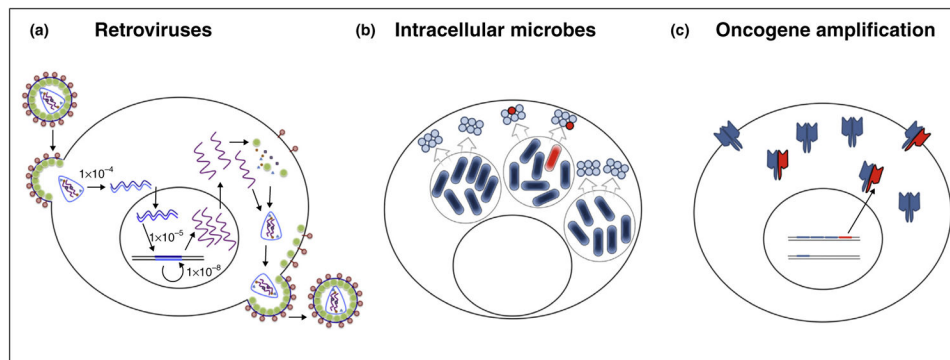 (a) Retroviruses
(b) Intracellular microbes
(c) Oncogene amplification
1×10⁻⁴
1×10⁻⁵
1×10⁻⁸